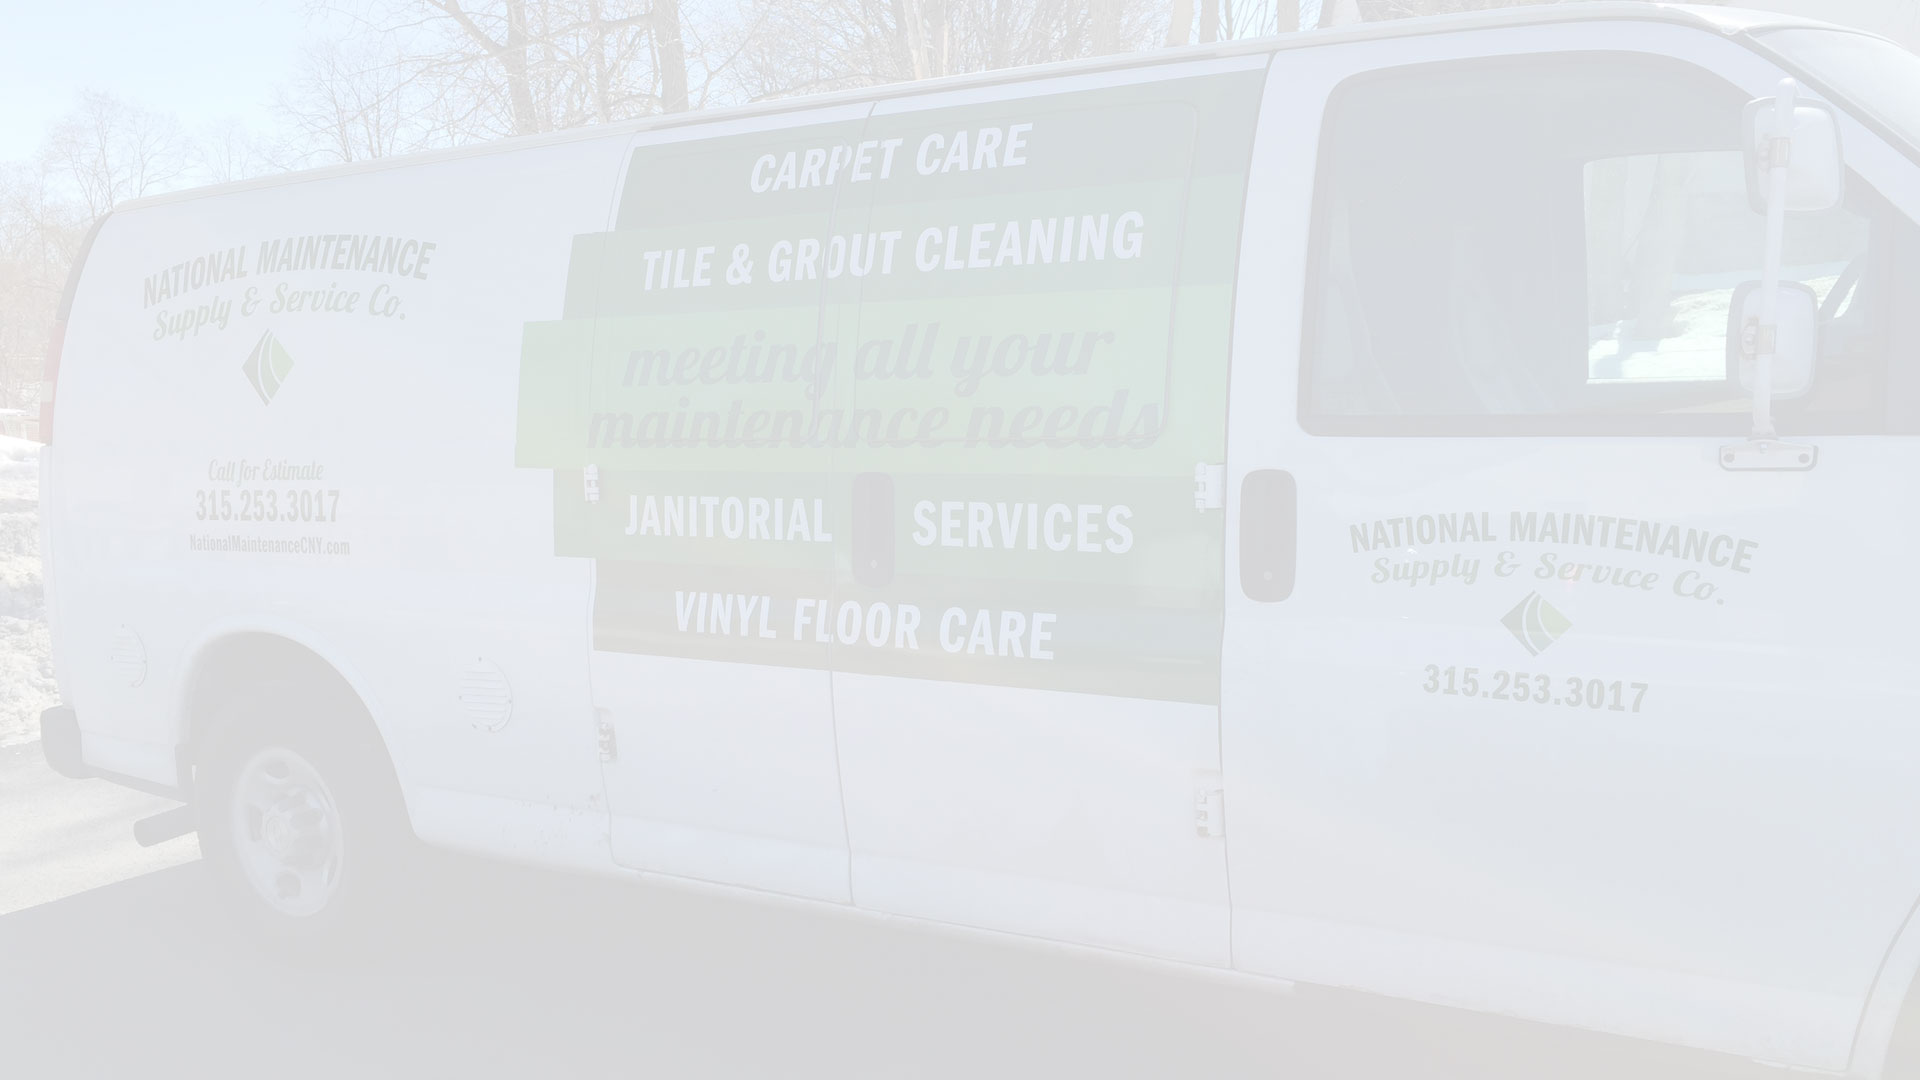 NATIONAL MAINTENANCE
Supply & Service Co.
Call for Estimate
315.253.3017
NationalMaintenanceCNY.com
CARPET CARE
TILE & GROUT CLEANING
meeting all your
maintenance needs
JANITORIAL SERVICES
VINYL FLOOR CARE
NATIONAL MAINTENANCE
Supply & Service Co.
315.253.3017